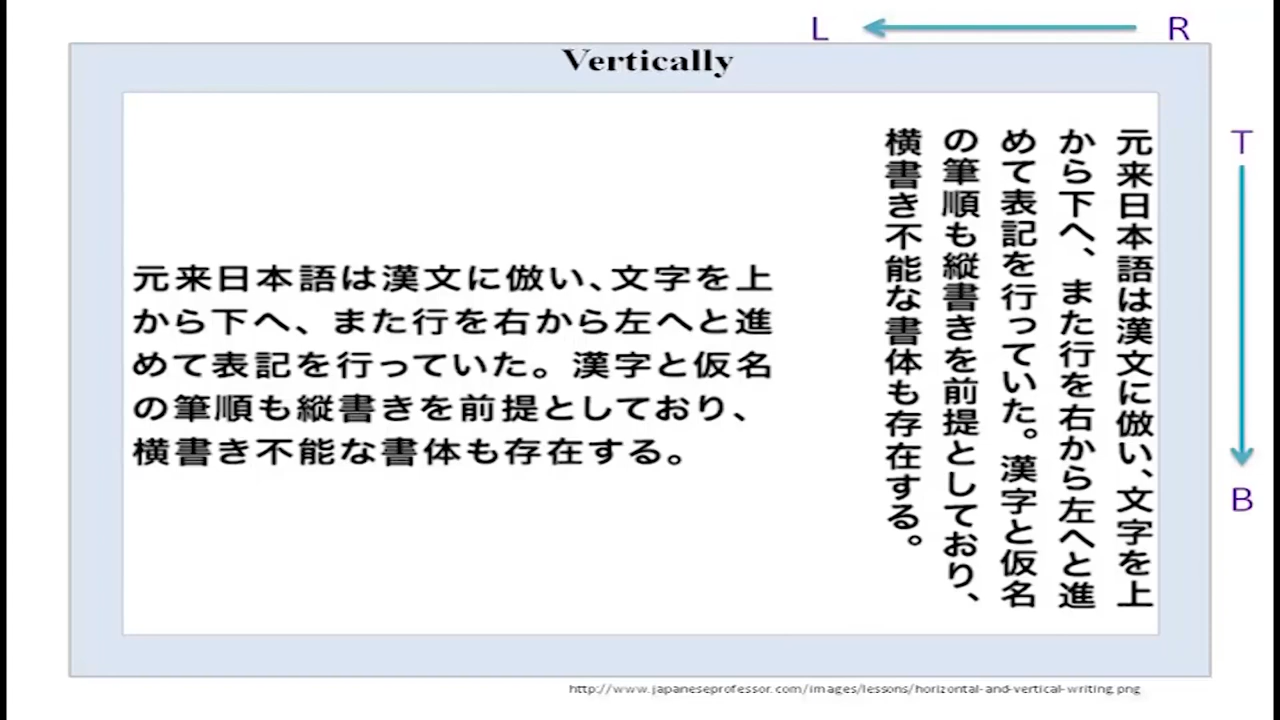 L R
Vertically
元来日本語は漢文に倣い、文字を上
から下へ、また行を右から左へと進
めて表記を行っていた。漢字と仮名
の筆順も縦書きを前提としており、
横書き不能な書体も存在する。
元来日本語は漢文に倣い、文字を上
から下へ、また行を右から左へと進
めて表記を行っていた。漢字と仮名
の筆順も縦書きを前提としており、
横書き不能な書体も存在する。
T
B
http://www.japaneseprofessor.com/images/lessons/horizontal-and-vertical-writing.png